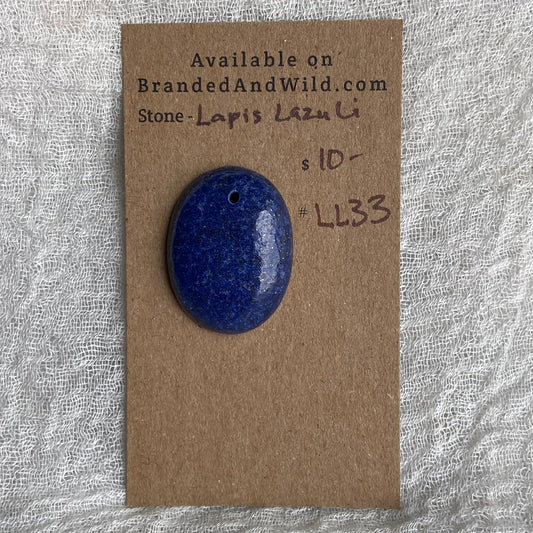 Available on
BrandedAndWild.com
Stone - Lapis Lazuli
$ 10-
# LL33